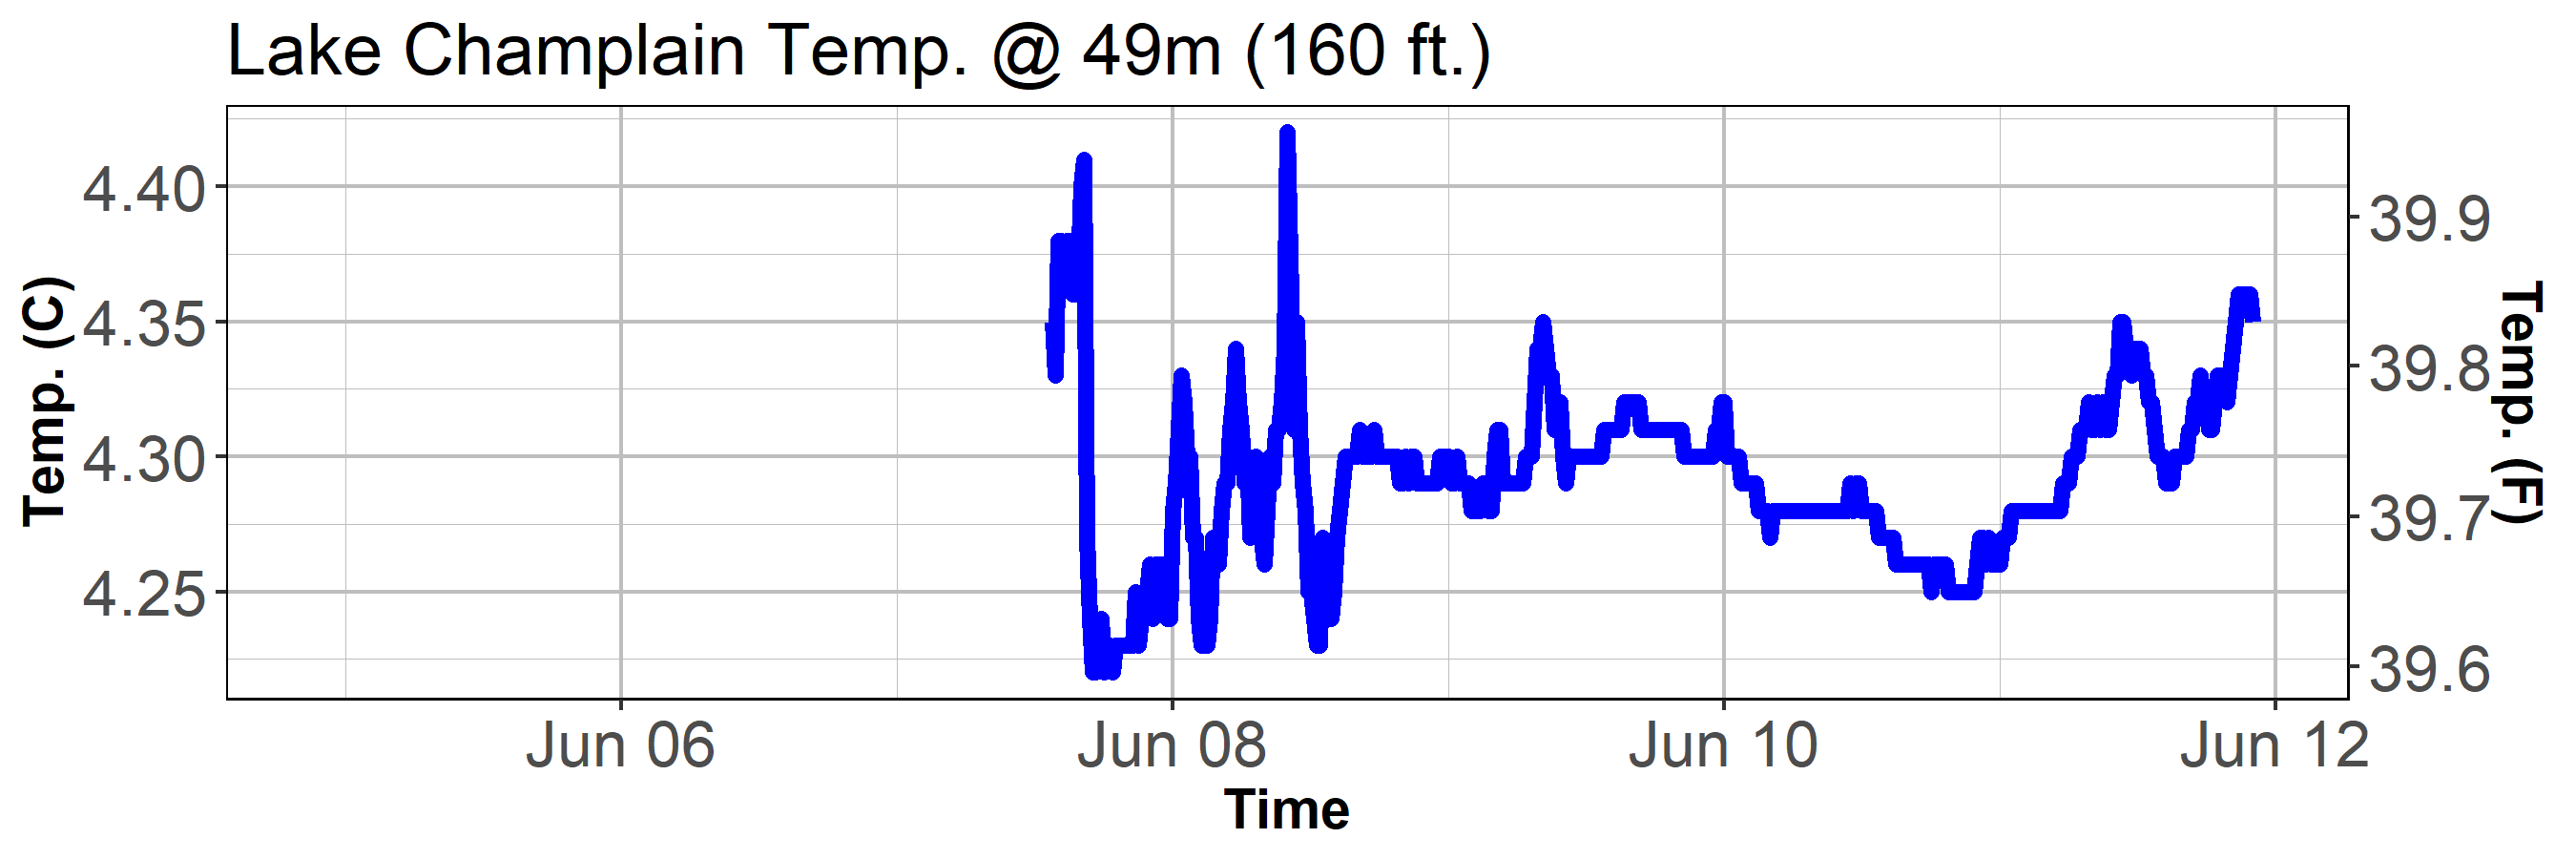 Lake Champlain Temp. @ 49m (160 ft.)
Temp. (C)
4.40
4.35
4.30
4.25
39.9
39.8
39.7
39.6
Temp. (F)
Jun 06 Jun 08 Jun 10 Jun 12
Time